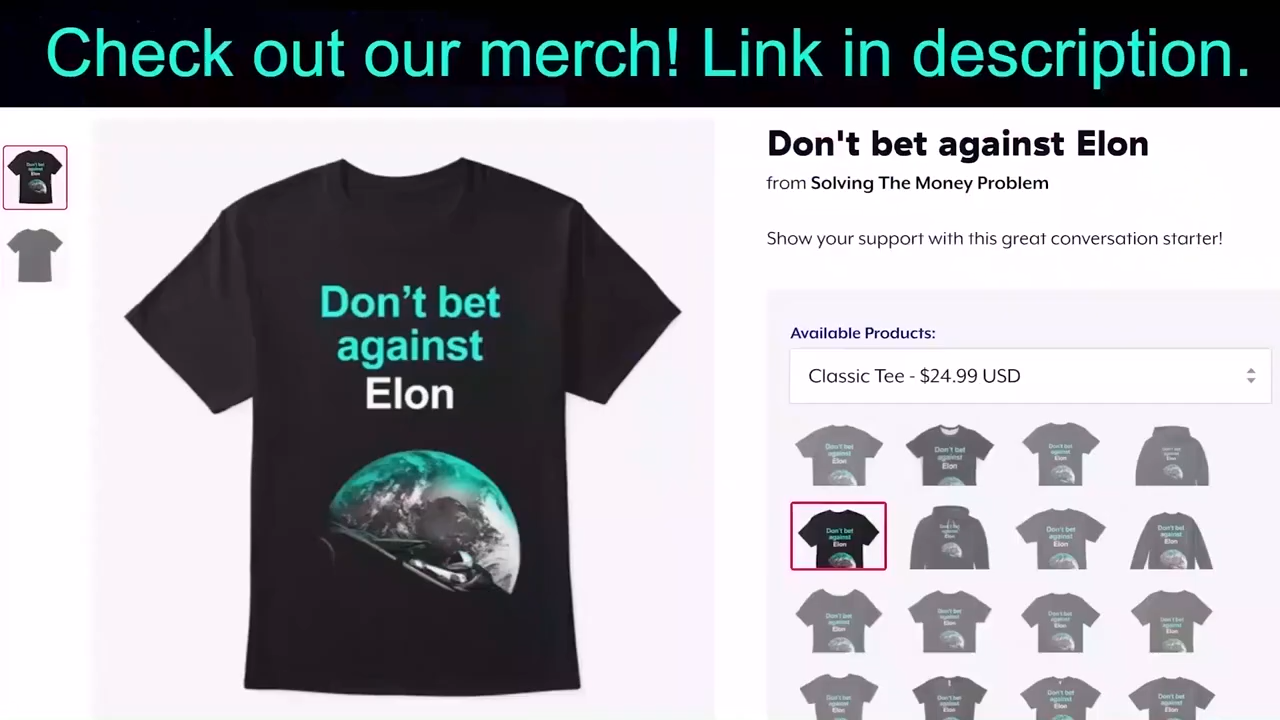 Check out our merch! Link in description.
Don't bet against Elon
from Solving The Money Problem
Show your support with this great conversation starter!
Don't bet
against
Elon
Available Products:
Classic Tee - $24.99 USD